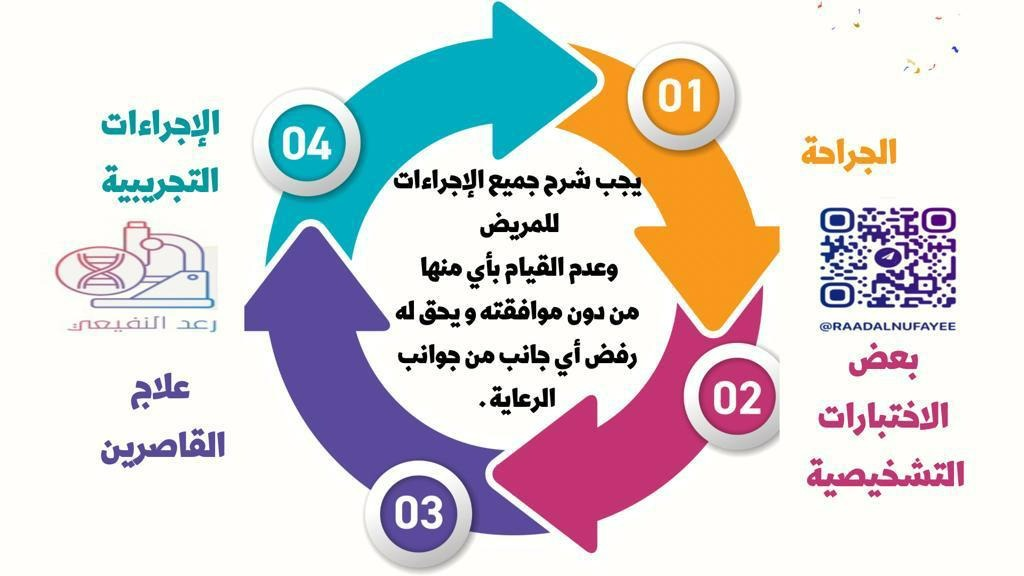 01
الجراحة
@RAADALNUFAYEE
02
بعض
الاختبارات
التشخيصية
03
علاج
القاصرين
04
الإجراءات
التجريبية
رعد النفيعي
يجب شرح جميع الإجراءات
للمريض
وعدم القيام بأي منها
من دون موافقته و يحق له
رفض أي جانب من جوانب
الرعاية .